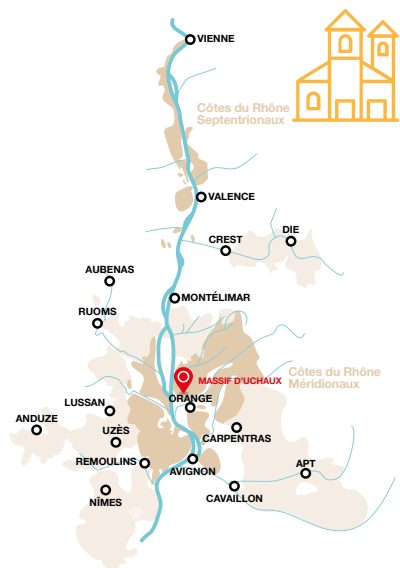 VIENNE
Côtes du Rhône
Septentrionaux
VALENCE
DIE
CREST
AUBENAS
MONTÉLIMAR
RUOMS
Côtes du Rhône
Méridionaux
MASSIF D'UCHAUX
ORANGE
LUSSAN
ANDUZE
UZÈS
CARPENTRAS
REMOULINS
AVIGNON
APT
CAVAILLON
NÎMES